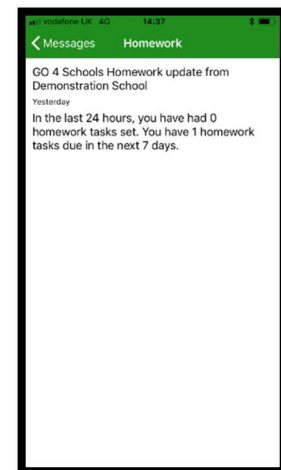 vodafone UK 4G 14:37
Messages Homework
GO 4 Schools Homework update from
Demonstration School
Yesterday
In the last 24 hours, you have had 0
homework tasks set. You have 1 homework
tasks due in the next 7 days.